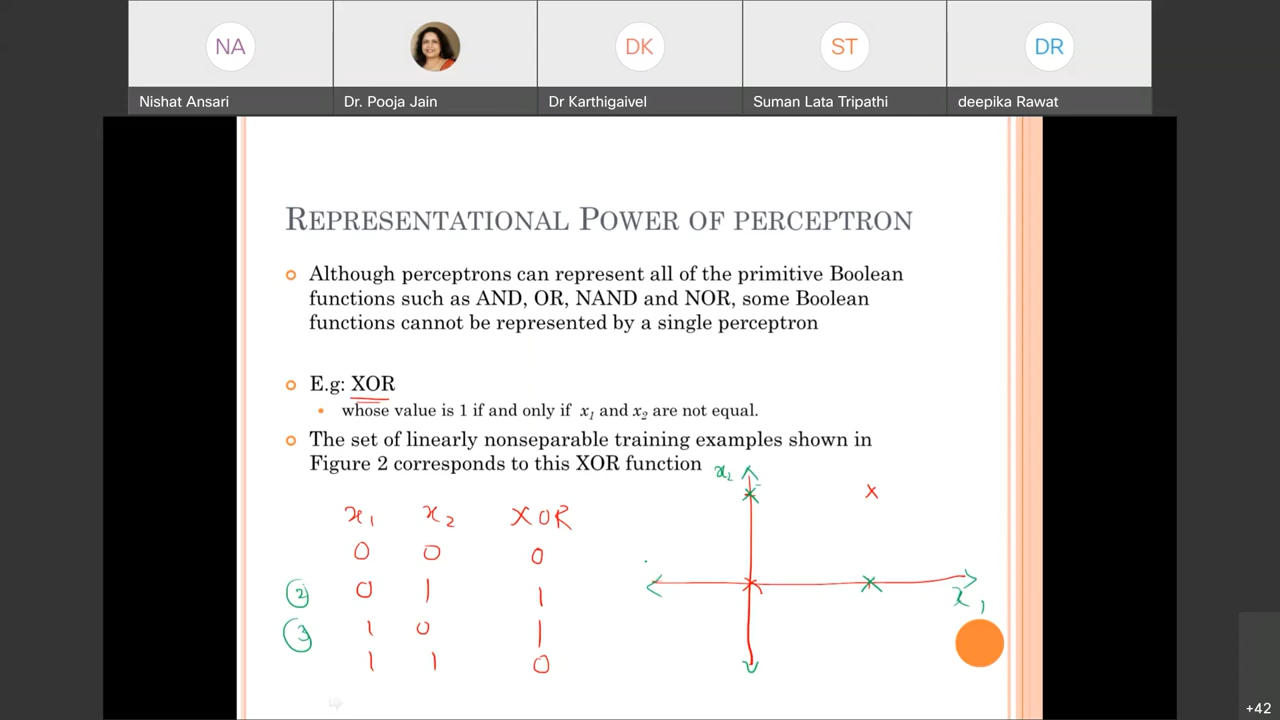 NA DK ST DR
Nishat Ansari Dr. Pooja Jain Dr Karthigaivel Suman Lata Tripathi deepika Rawat
REPRESENTATIONAL POWER OF PERCEPTRON
Although perceptrons can represent all of the primitive Boolean
functions such as AND, OR, NAND and NOR, some Boolean
functions cannot be represented by a single perceptron
E.g: XOR
whose value is 1 if and only if x₁ and x₂ are not equal.
The set of linearly nonseparable training examples shown in
Figure 2 corresponds to this XOR function
x₂
x₁ x₂ XOR
0 0 0
2 0 1 1
3 1 0 1
1 1 0
x₁
+42